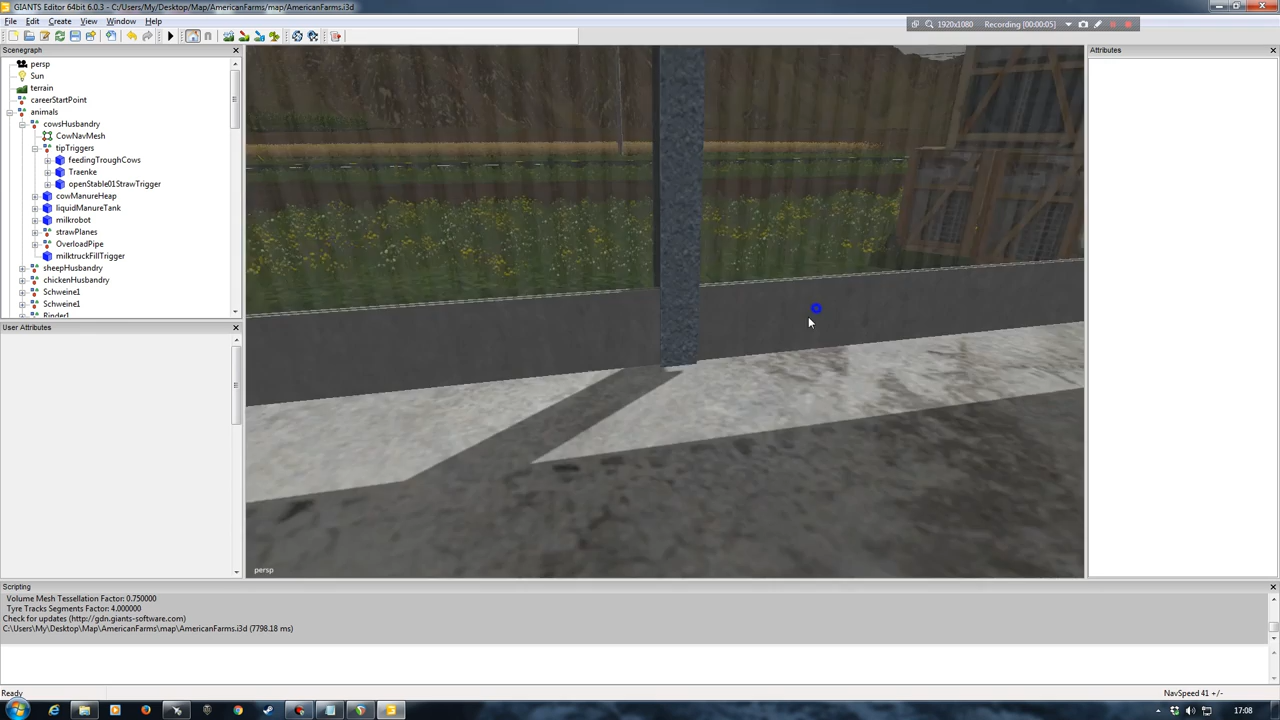 GIANTS Editor 64bit 6.0.3 - C:/Users/My/Desktop/Map/AmericanFarms/map/AmericanFarms.i3d
File Edit Create View Window Help
1920x1080 Recording [00:00:05]
Scenegraph
persp
Sun
terrain
careerStartPoint
animals
cowsHusbandry
CowNavMesh
tipTriggers
feedingTroughCows
Traenke
openStable01StrawTrigger
cowManureHeap
liquidManureTank
milkrobot
strawPlanes
OverloadPipe
milktruckFillTrigger
sheepHusbandry
chickenHusbandry
Schweine1
Schweine1
Rinder1
User Attributes
persp
Attributes
Scripting
Volume Mesh Tessellation Factor: 0.750000
Tyre Tracks Segments Factor: 4.000000
Check for updates (http://gdn.giants-software.com)
C:\Users\My\Desktop\Map\AmericanFarms\map\AmericanFarms.i3d (7798.18 ms)
Ready
NavSpeed 41 +/-
17:08